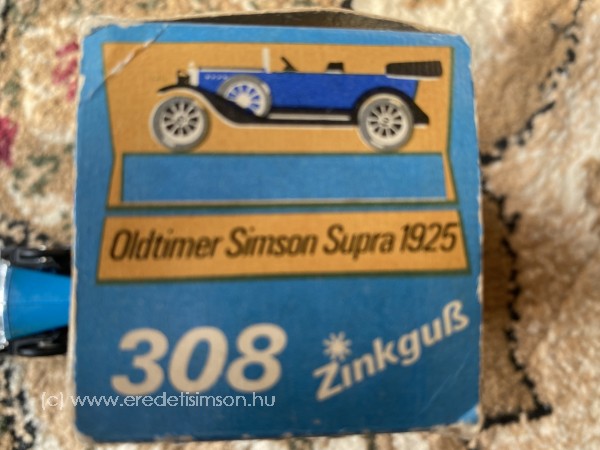 Oldtimer Simson Supra 1925
308
Zinkguß
(c) www.eredetisimson.hu